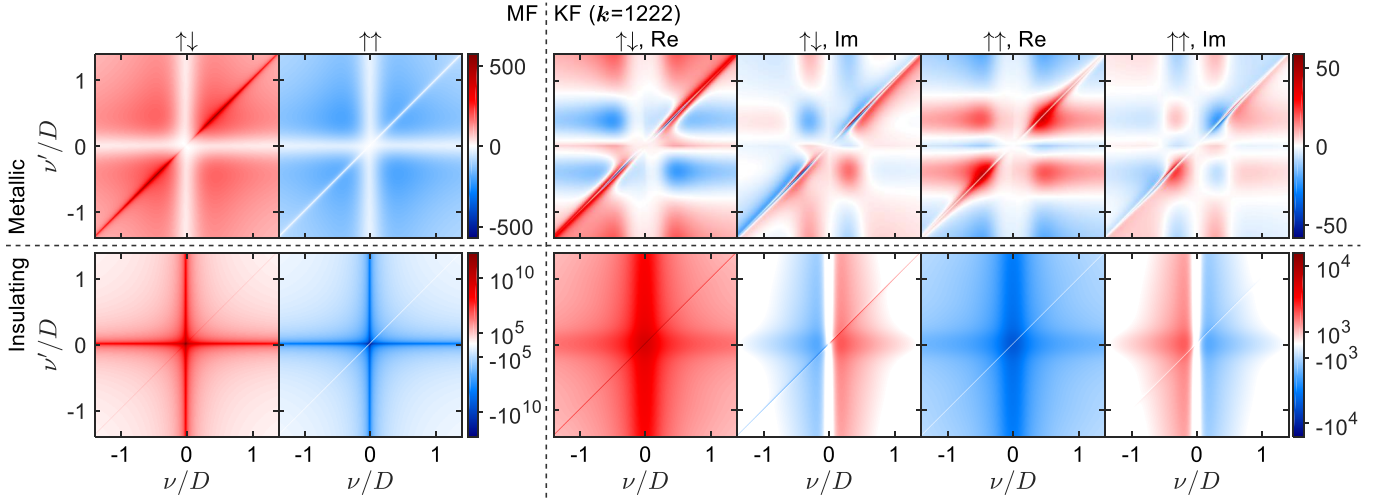 MF KF (k=1222)
↑↓ ↑↑ ↑↓, Re ↑↓, Im ↑↑, Re ↑↑, Im
Metallic
ν′/D
1
0
-1
500
0
-500
50
0
-50
Insulating
ν′/D
1
0
-1
10^10
10^5
-10^5
-10^10
10^4
10^3
-10^3
-10^4
-1 0 1 -1 0 1 -1 0 1 -1 0 1 -1 0 1 -1 0 1
ν/D ν/D ν/D ν/D ν/D ν/D